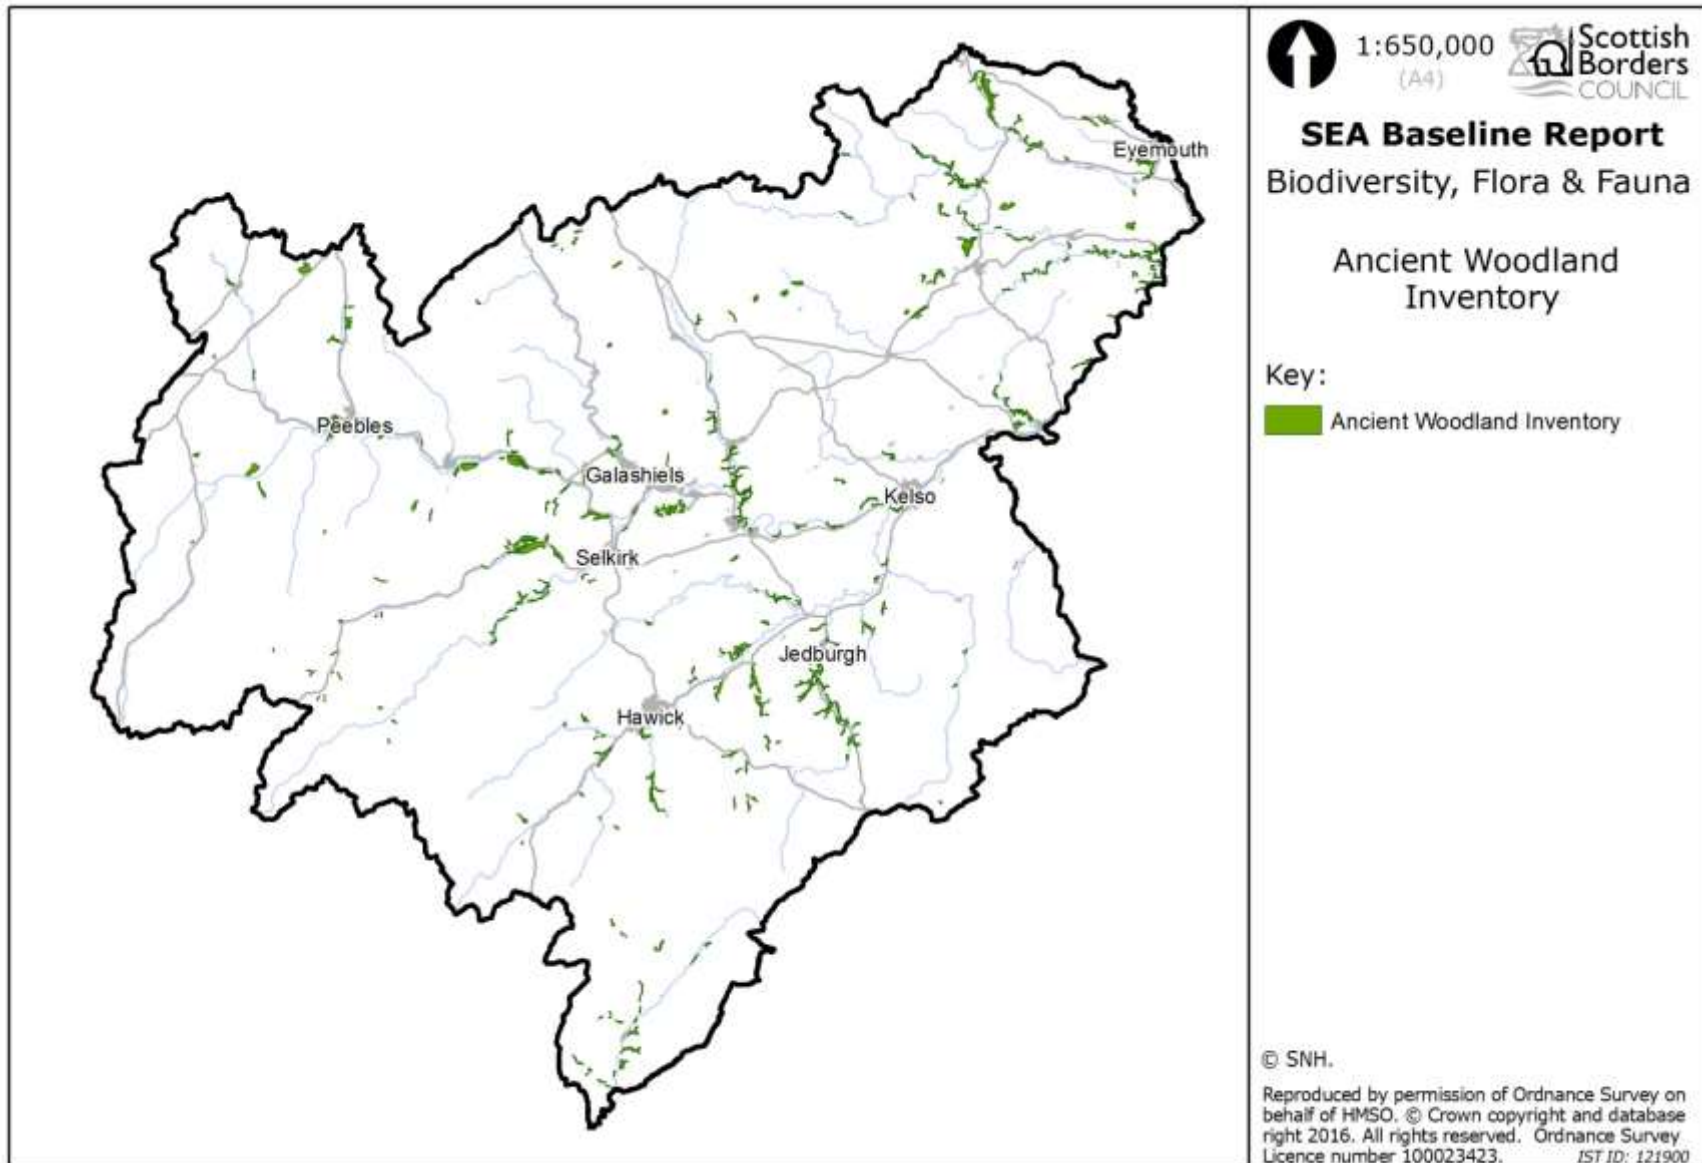 1:650,000
(A4)
Scottish
Borders
COUNCIL
SEA Baseline Report
Biodiversity, Flora & Fauna
Ancient Woodland
Inventory
Key:
Ancient Woodland Inventory
Eyemouth
Peebles
Galashiels
Kelso
Selkirk
Jedburgh
Hawick
© SNH.
Reproduced by permission of Ordnance Survey on
behalf of HMSO. © Crown copyright and database
right 2016. All rights reserved. Ordnance Survey
Licence number 100023423. IST ID: 121900